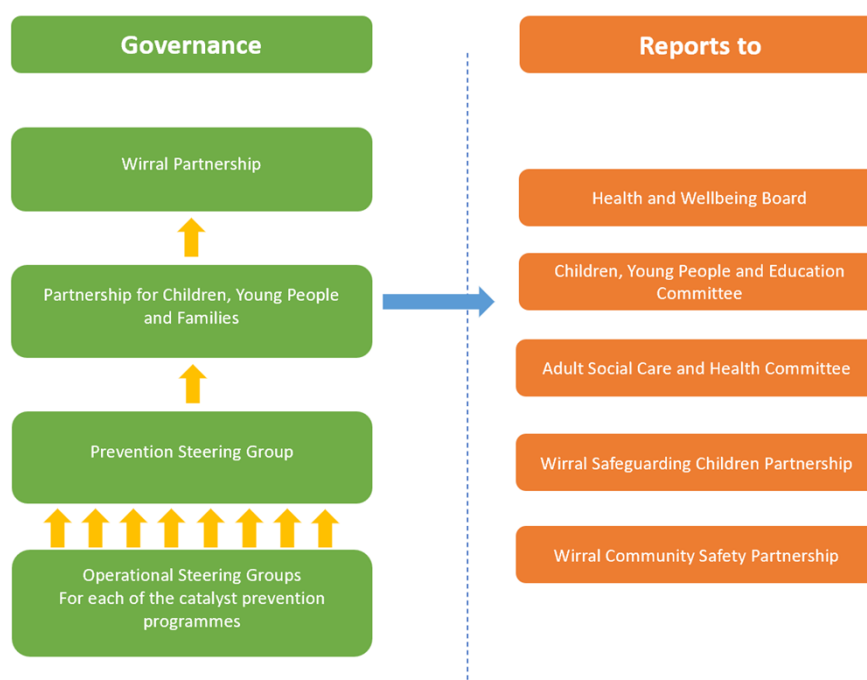 Governance
Wirral Partnership
Partnership for Children, Young People
and Families
Prevention Steering Group
Operational Steering Groups
For each of the catalyst prevention
programmes
Reports to
Health and Wellbeing Board
Children, Young People and Education
Committee
Adult Social Care and Health Committee
Wirral Safeguarding Children Partnership
Wirral Community Safety Partnership